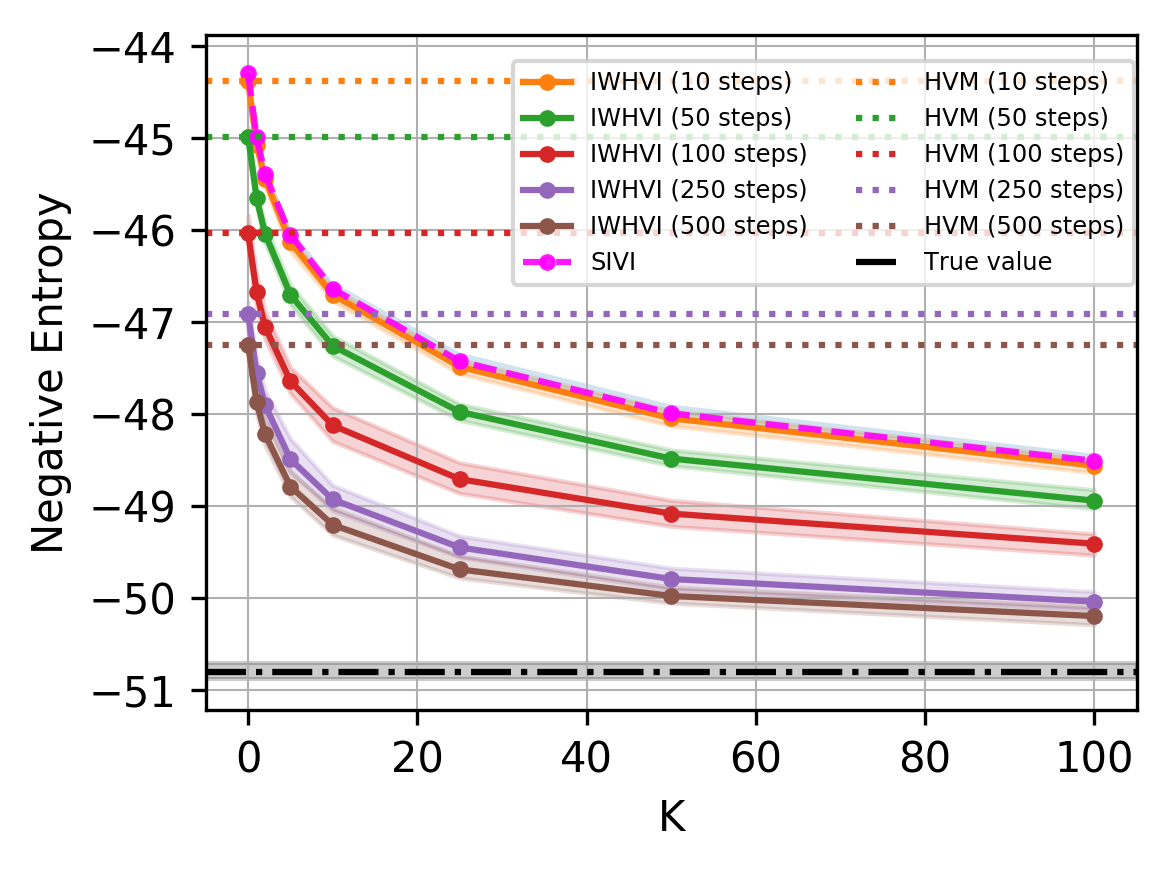 −44
−45
−46
−47
−48
−49
−50
−51
Negative Entropy
IWHVI (10 steps)
IWHVI (50 steps)
IWHVI (100 steps)
IWHVI (250 steps)
IWHVI (500 steps)
SIVI
HVM (10 steps)
HVM (50 steps)
HVM (100 steps)
HVM (250 steps)
HVM (500 steps)
True value
0 20 40 60 80 100
K